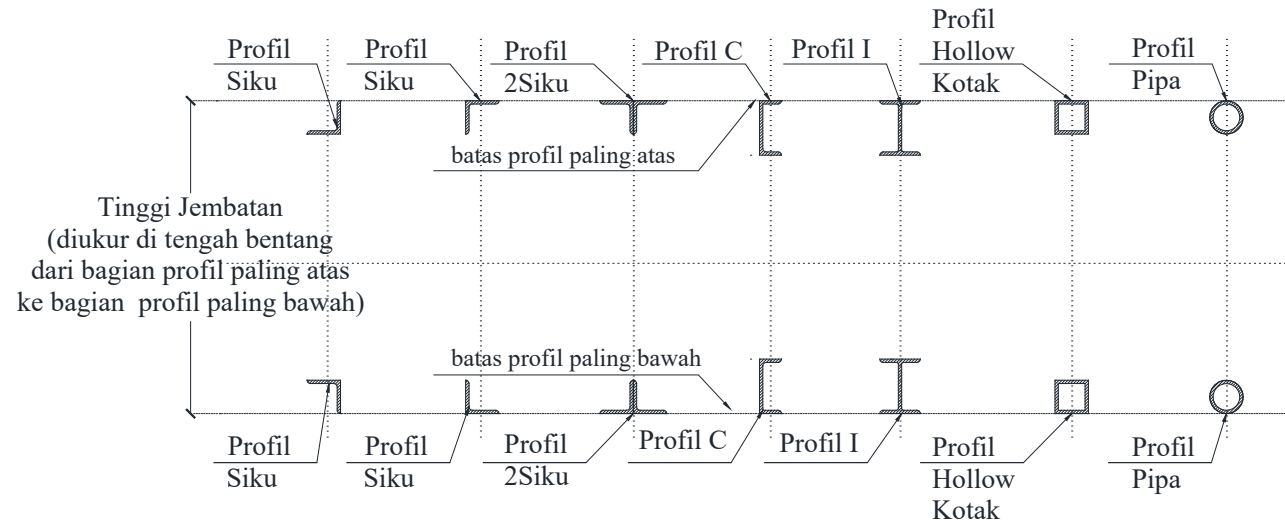 Profil
Siku
Profil
Siku
Profil
2Siku
Profil C
Profil I
Profil
Hollow
Kotak
Profil
Pipa
batas profil paling atas
Tinggi Jembatan
(diukur di tengah bentang
dari bagian profil paling atas
ke bagian profil paling bawah)
batas profil paling bawah
Profil
Siku
Profil
Siku
Profil
2Siku
Profil C
Profil I
Profil
Hollow
Kotak
Profil
Pipa